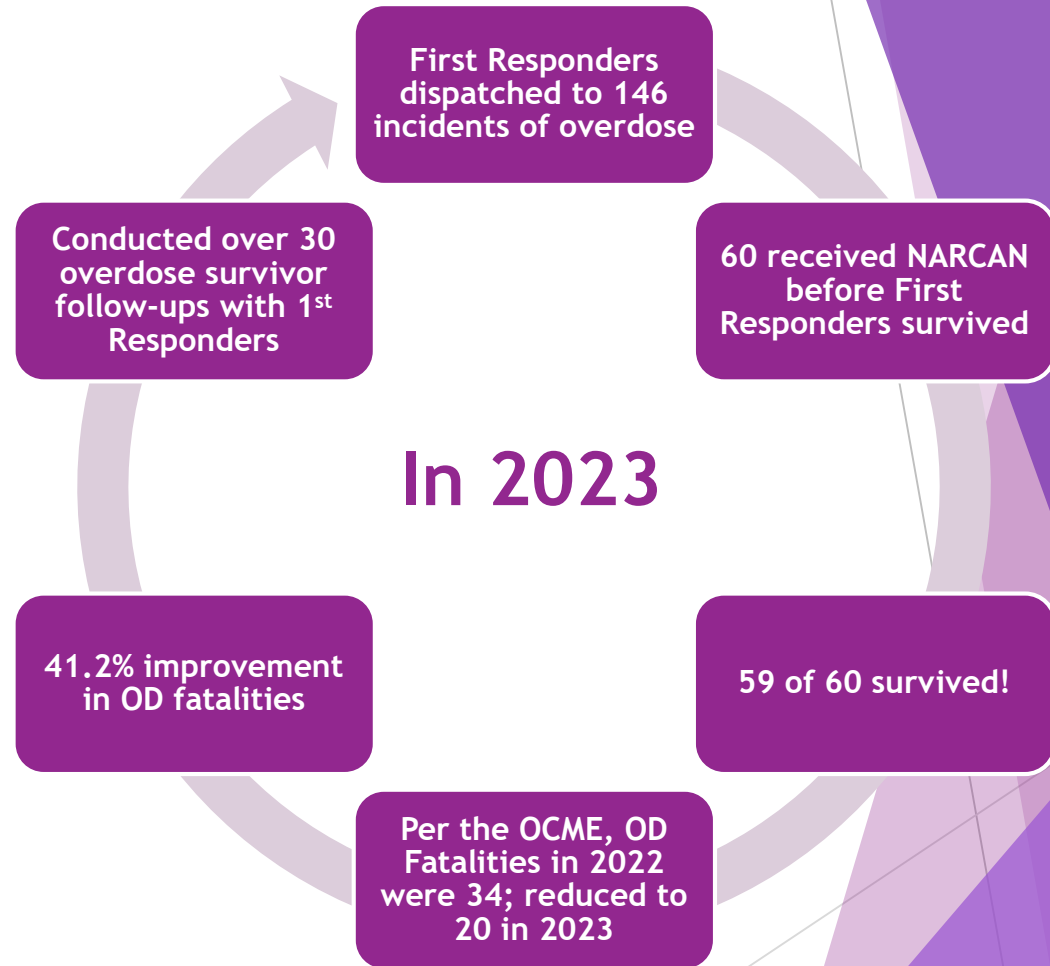 First Responders
dispatched to 146
incidents of overdose
60 received NARCAN
before First
Responders survived
59 of 60 survived!
Per the OCME, OD
Fatalities in 2022
were 34; reduced to
20 in 2023
41.2% improvement
in OD fatalities
Conducted over 30
overdose survivor
follow-ups with 1st
Responders
In 2023